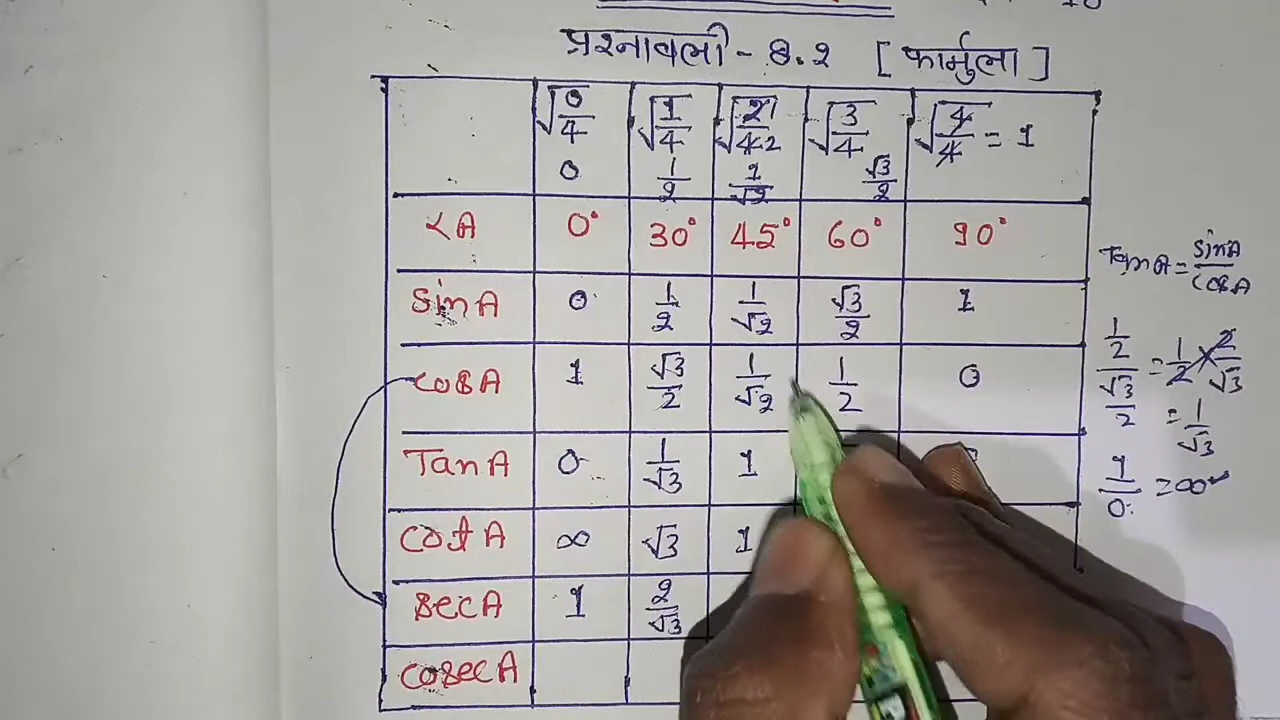 प्रश्नावली - 8.2 [फार्मुला]
√0/4 √1/4 √2/4 1 2 √3/4 √4/4 = 1
0 1/2 1/√2 √3/2
∠A 0° 30° 45° 60° 90°
sinA 0 1/2 1/√2 √3/2 1
cosA 1 √3/2 1/√2 1/2 0
TanA 0 1/√3 1
cotA ∞ √3 1
secA 1 2/√3
cosecA
TanA = sinA/cosA
1/2 / √3/2 = 1/2 × 2/√3
= 1/√3
1/0 = ∞